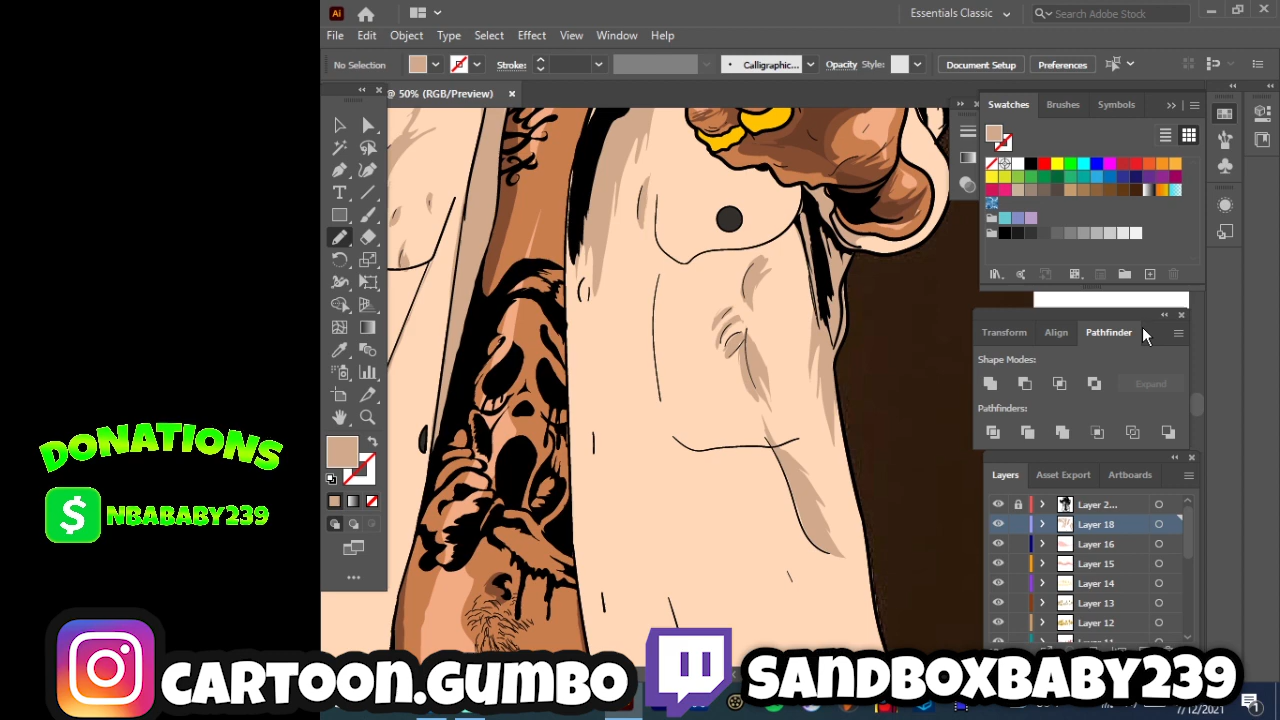 Ai
Essentials Classic
Search Adobe Stock
File Edit Object Type Select Effect View Window Help
No Selection
Stroke:
Calligraphic...
Opacity Style:
Document Setup
Preferences
@ 50% (RGB/Preview)
Swatches Brushes Symbols
Transform Align Pathfinder
Shape Modes:
Expand
Pathfinders:
Layers Asset Export Artboards
Layer 2...
Layer 18
Layer 16
Layer 15
Layer 14
Layer 13
Layer 12
DONATIONS
$ NBABABY239
CARTOON.GUMBO
SANDBOXBABY239
7/12/2021